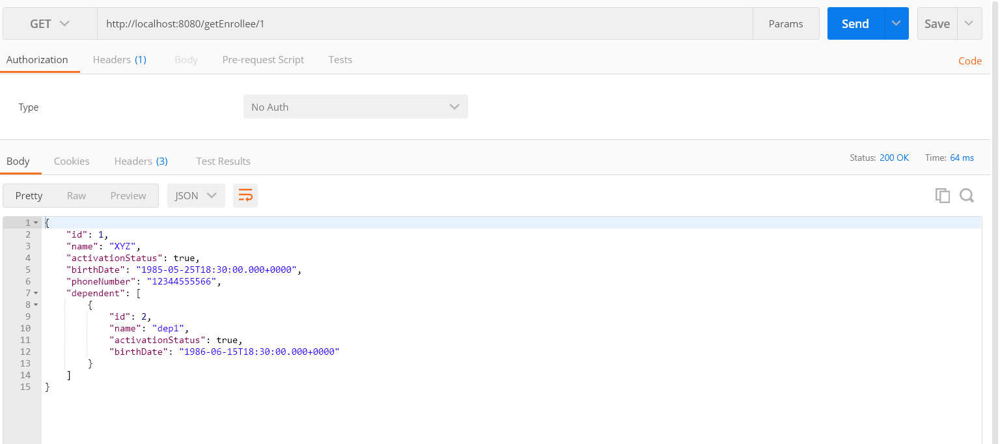 GET http://localhost:8080/getEnrollee/1 Params Send Save
Authorization Headers (1) Body Pre-request Script Tests Code
Type No Auth
Body Cookies Headers (3) Test Results Status: 200 OK Time: 64 ms
Pretty Raw Preview JSON
1 {
2 "id": 1,
3 "name": "XYZ",
4 "activationStatus": true,
5 "birthDate": "1985-05-25T18:30:00.000+0000",
6 "phoneNumber": "12344555566",
7 "dependent": [
8 {
9 "id": 2,
10 "name": "dep1",
11 "activationStatus": true,
12 "birthDate": "1986-06-15T18:30:00.000+0000"
13 }
14 ]
15 }